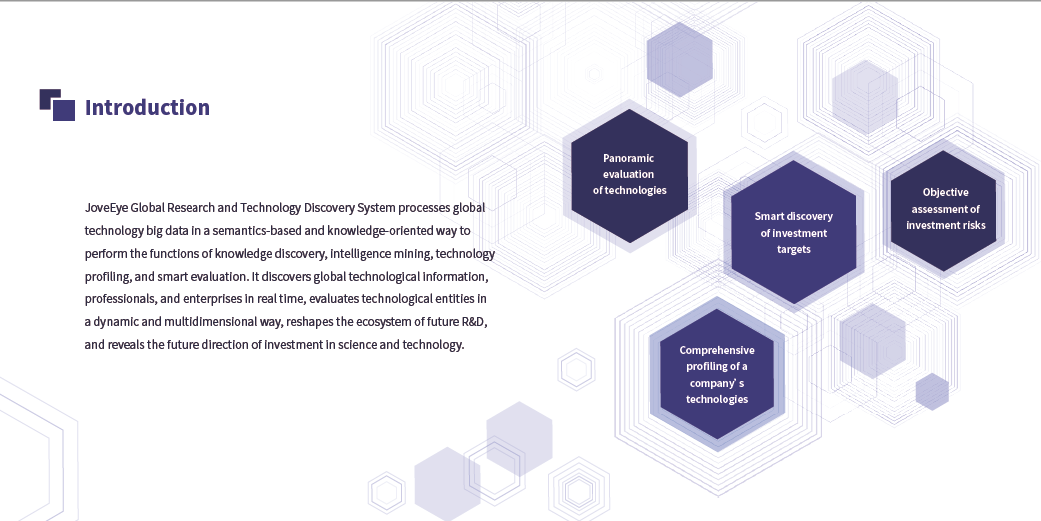 Introduction
JoveEye Global Research and Technology Discovery System processes global
technology big data in a semantics-based and knowledge-oriented way to
perform the functions of knowledge discovery, intelligence mining, technology
profiling, and smart evaluation. It discovers global technological information,
professionals, and enterprises in real time, evaluates technological entities in
a dynamic and multidimensional way, reshapes the ecosystem of future R&D,
and reveals the future direction of investment in science and technology.
Panoramic
evaluation
of technologies
Smart discovery
of investment
targets
Objective
assessment of
investment risks
Comprehensive
profiling of a
company's
technologies